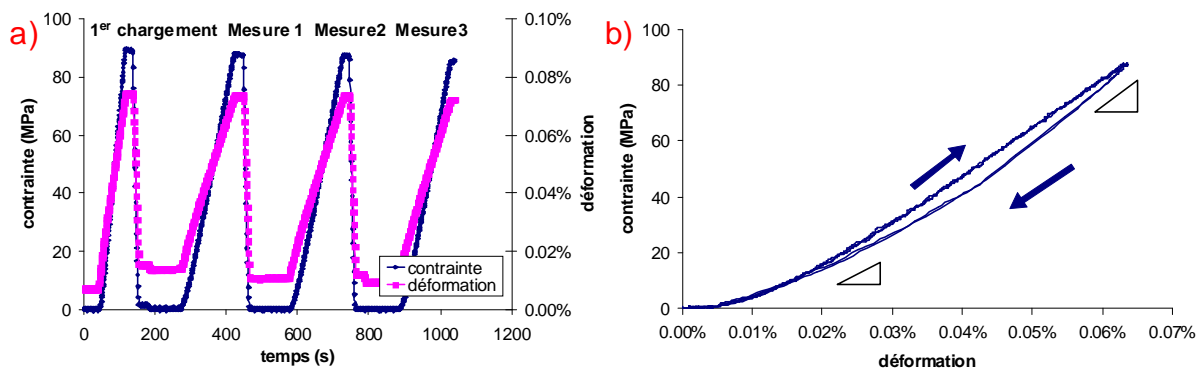 a)
1er chargement Mesure 1 Mesure2 Mesure3
contrainte (MPa)
100
80
60
40
20
0
0.10%
0.08%
0.06%
0.04%
0.02%
0.00%
déformation
contrainte
déformation
0 200 400 600 800 1000 1200
temps (s)
b)
contrainte (MPa)
100
80
60
40
20
0
0.00% 0.01% 0.02% 0.03% 0.04% 0.05% 0.06% 0.07%
déformation